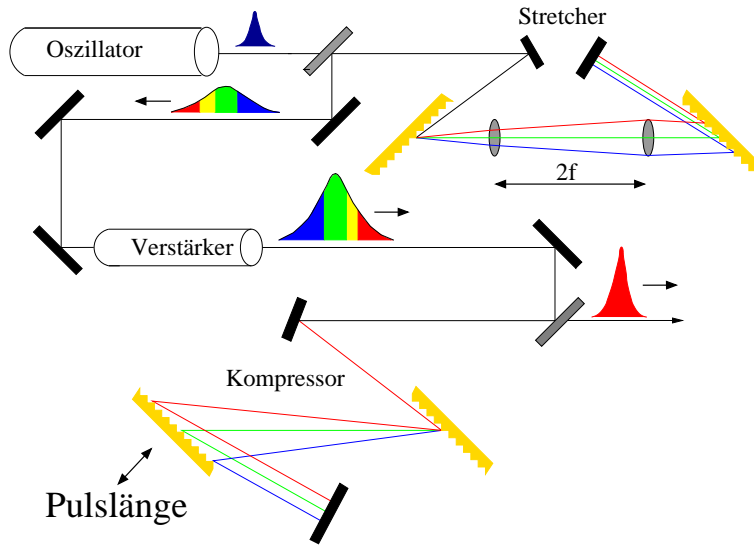 Stretcher
Oszillator
2f
Verstärker
Kompressor
Pulslänge